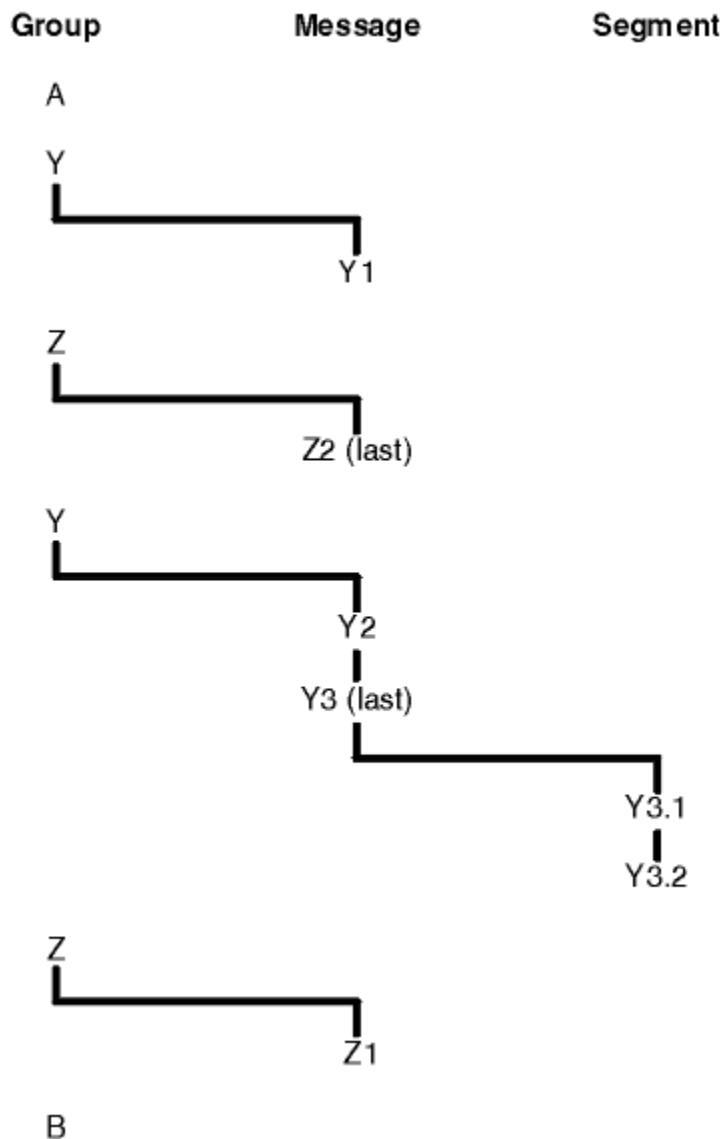 Group Message Segment
A
Y
Y1
Z
Z2 (last)
Y
Y2
Y3 (last)
Y3.1
Y3.2
Z
Z1
B